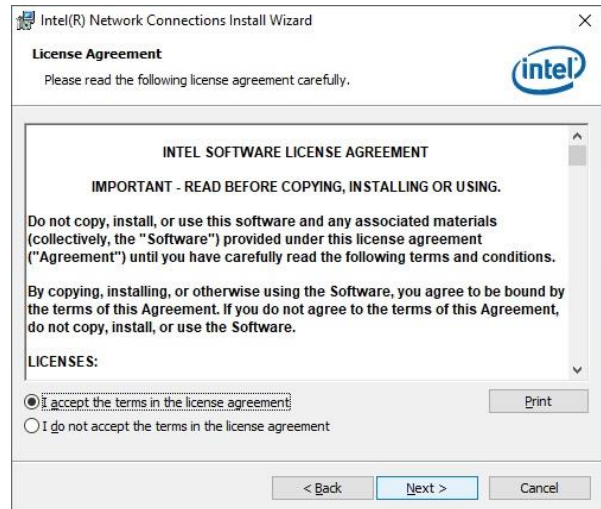 Intel(R) Network Connections Install Wizard
License Agreement
Please read the following license agreement carefully.
intel
INTEL SOFTWARE LICENSE AGREEMENT
IMPORTANT - READ BEFORE COPYING, INSTALLING OR USING.
Do not copy, install, or use this software and any associated materials
(collectively, the "Software") provided under this license agreement
("Agreement") until you have carefully read the following terms and conditions.
By copying, installing, or otherwise using the Software, you agree to be bound by
the terms of this Agreement. If you do not agree to the terms of this Agreement,
do not copy, install, or use the Software.
LICENSES:
I accept the terms in the license agreement
Print
I do not accept the terms in the license agreement
< Back
Next >
Cancel